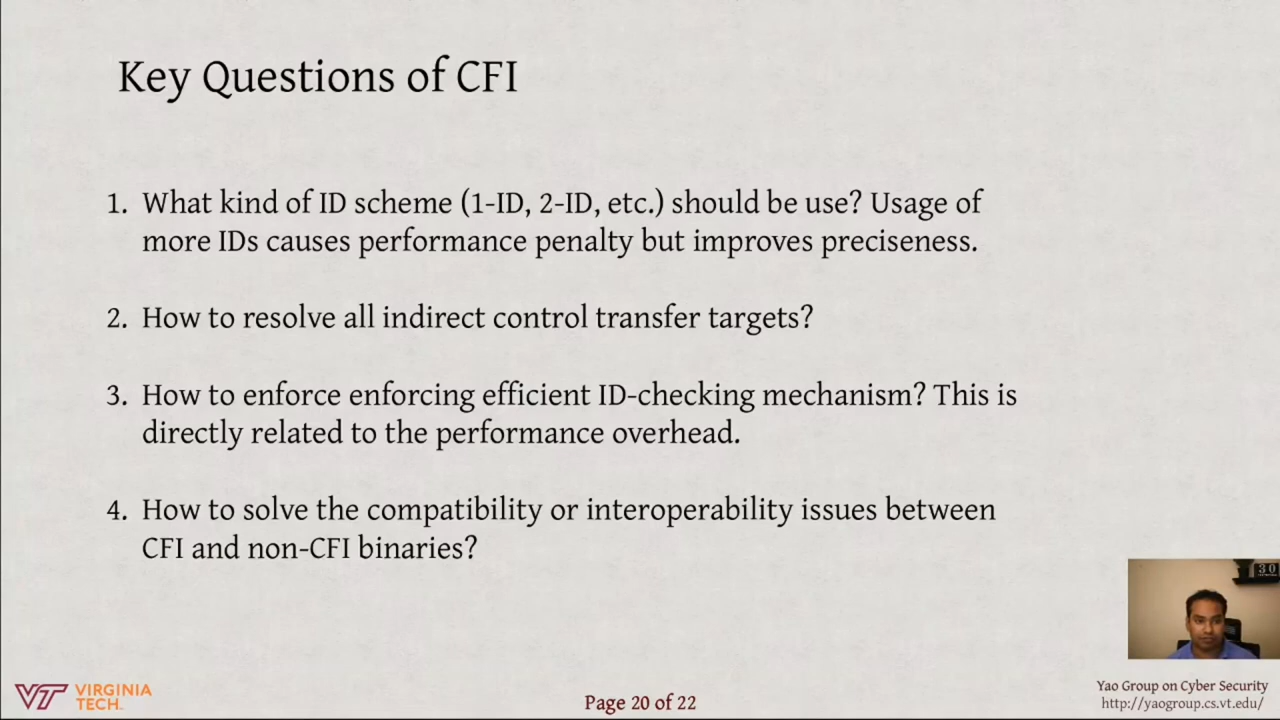 Key Questions of CFI
1. What kind of ID scheme (1-ID, 2-ID, etc.) should be use? Usage of
more IDs causes performance penalty but improves preciseness.
2. How to resolve all indirect control transfer targets?
3. How to enforce enforcing efficient ID-checking mechanism? This is
directly related to the performance overhead.
4. How to solve the compatibility or interoperability issues between
CFI and non-CFI binaries?
30
VT VIRGINIA
TECH.
Page 20 of 22
Yao Group on Cyber Security
http://yaogroup.cs.vt.edu/